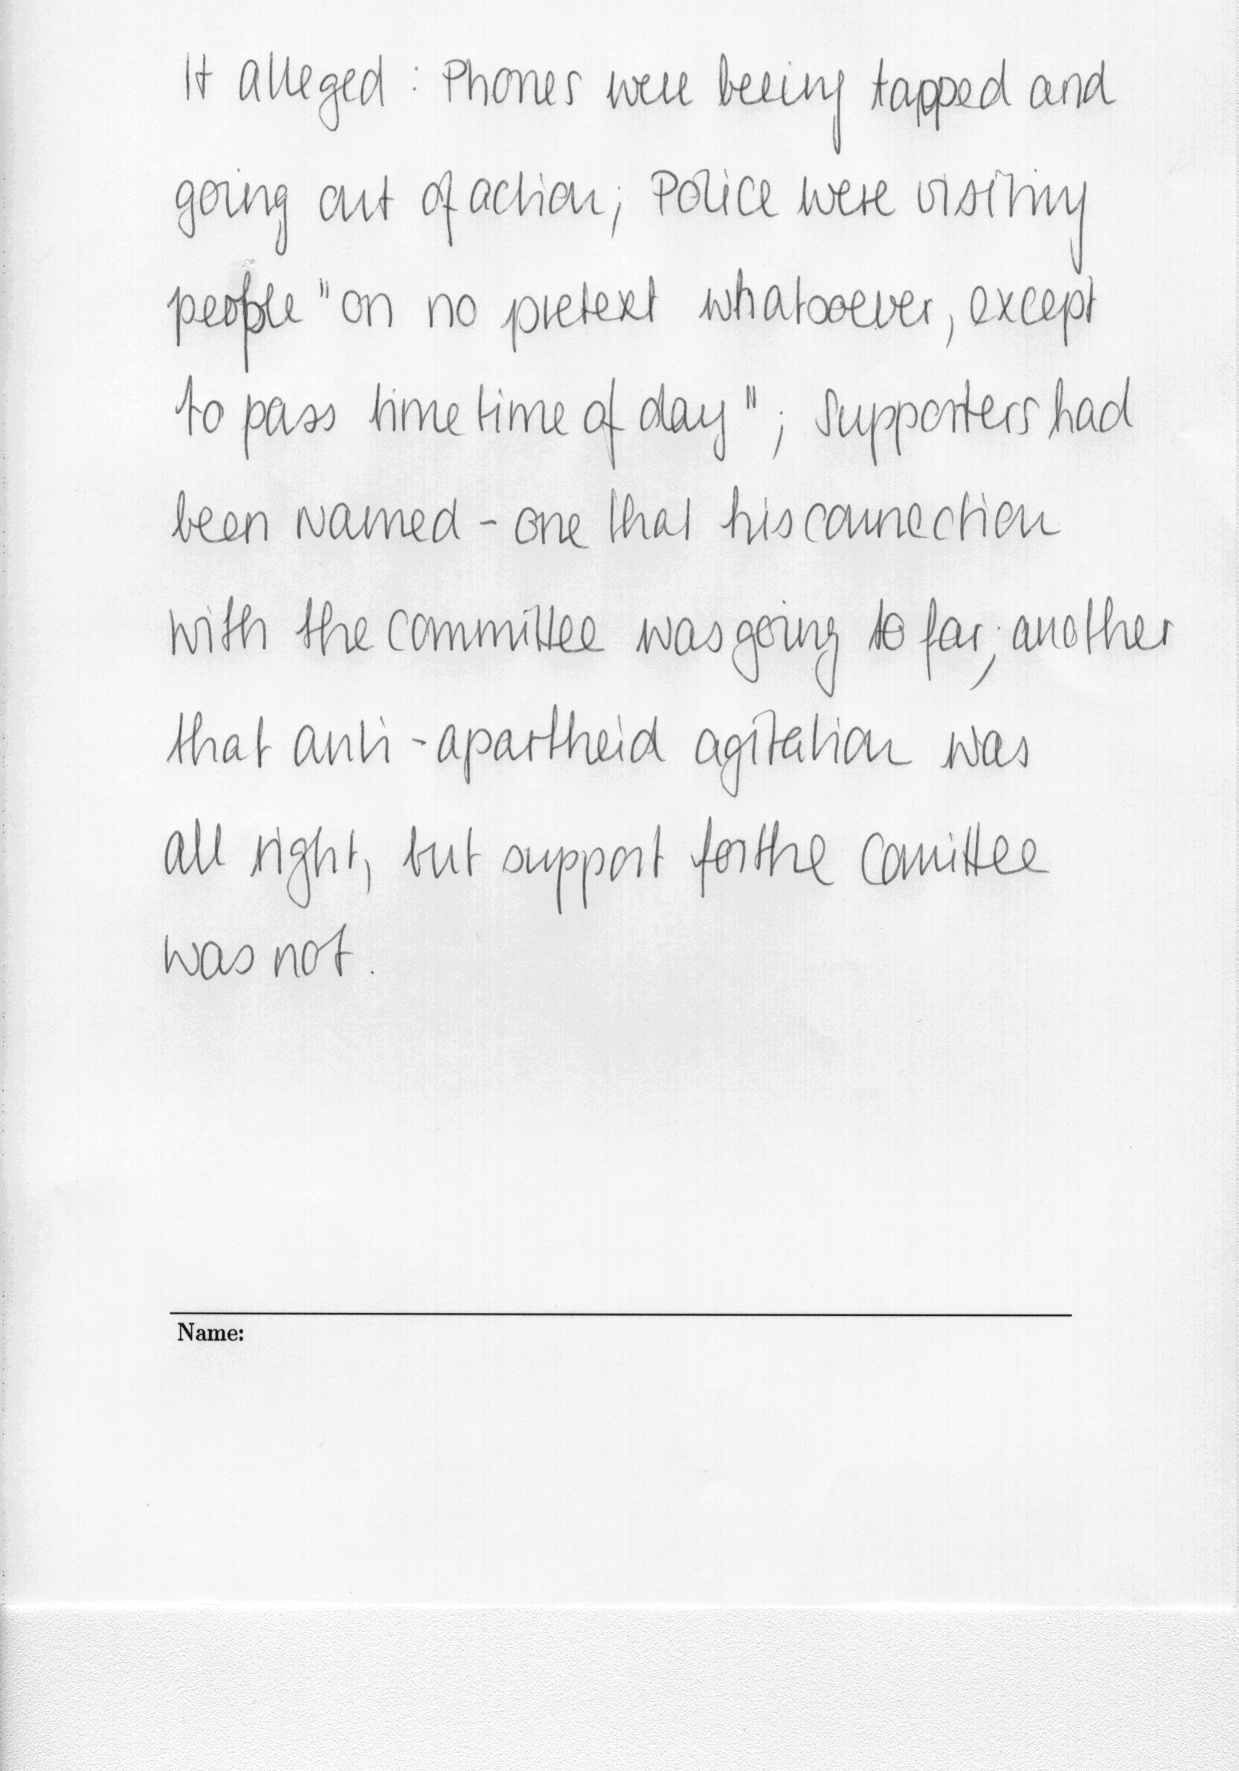 It alleged : Phones were beeing tapped and
going out of action; Police were visiting
people "on no pretext whatsoever, except
to pass time time of day"; supporters had
been named - one that his connection
with the committee was going to far; another
that anti-apartheid agitation was
all right, but support for the Comittee
was not.
Name: